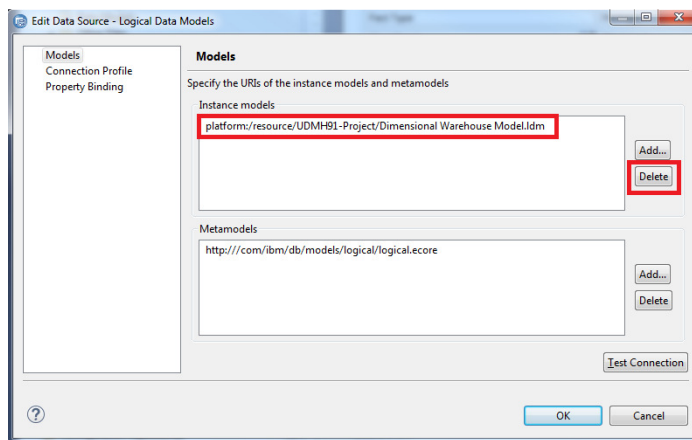 Edit Data Source - Logical Data Models
Models
Connection Profile
Property Binding
Models
Specify the URIs of the instance models and metamodels
Instance models
platform:/resource/UDMH91-Project/Dimensional Warehouse Model.ldm
Add...
Delete
Metamodels
http:///com/ibm/db/models/logical/logical.ecore
Add...
Delete
Test Connection
?
OK
Cancel